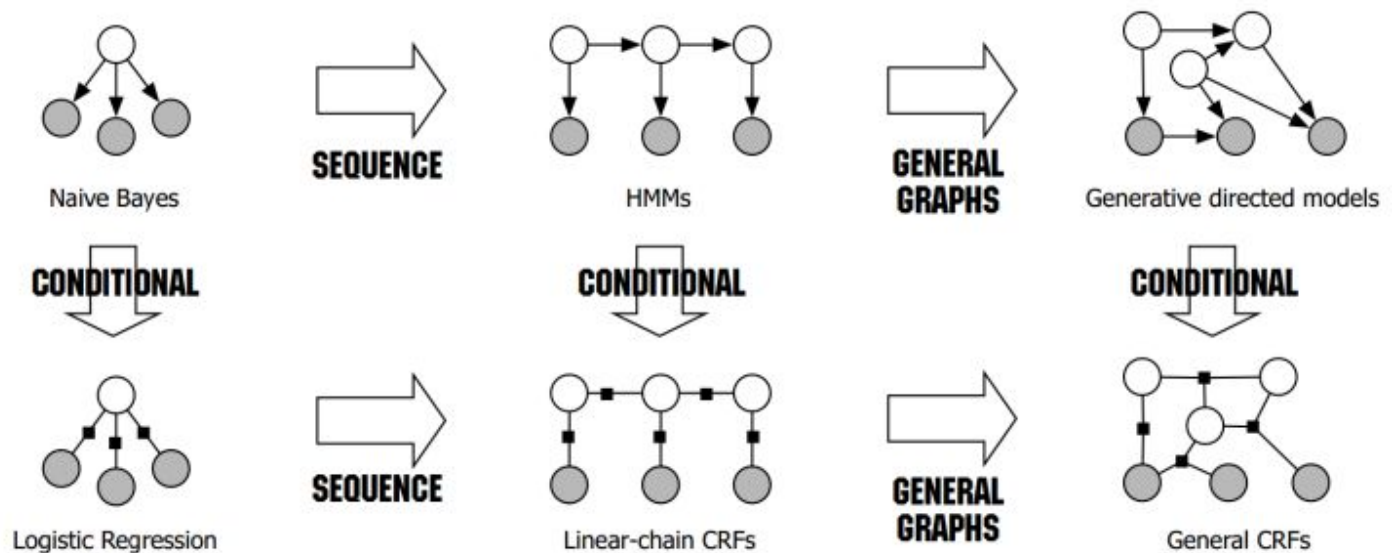 SEQUENCE
GENERAL
GRAPHS
Naive Bayes
HMMs
Generative directed models
CONDITIONAL
CONDITIONAL
CONDITIONAL
SEQUENCE
GENERAL
GRAPHS
Logistic Regression
Linear-chain CRFs
General CRFs